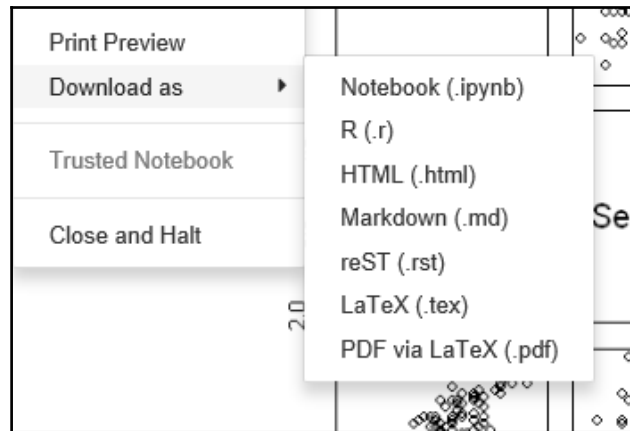 Print Preview
Download as
Trusted Notebook
Close and Halt
Notebook (.ipynb)
R (.r)
HTML (.html)
Markdown (.md)
reST (.rst)
LaTeX (.tex)
PDF via LaTeX (.pdf)
Se
2.0